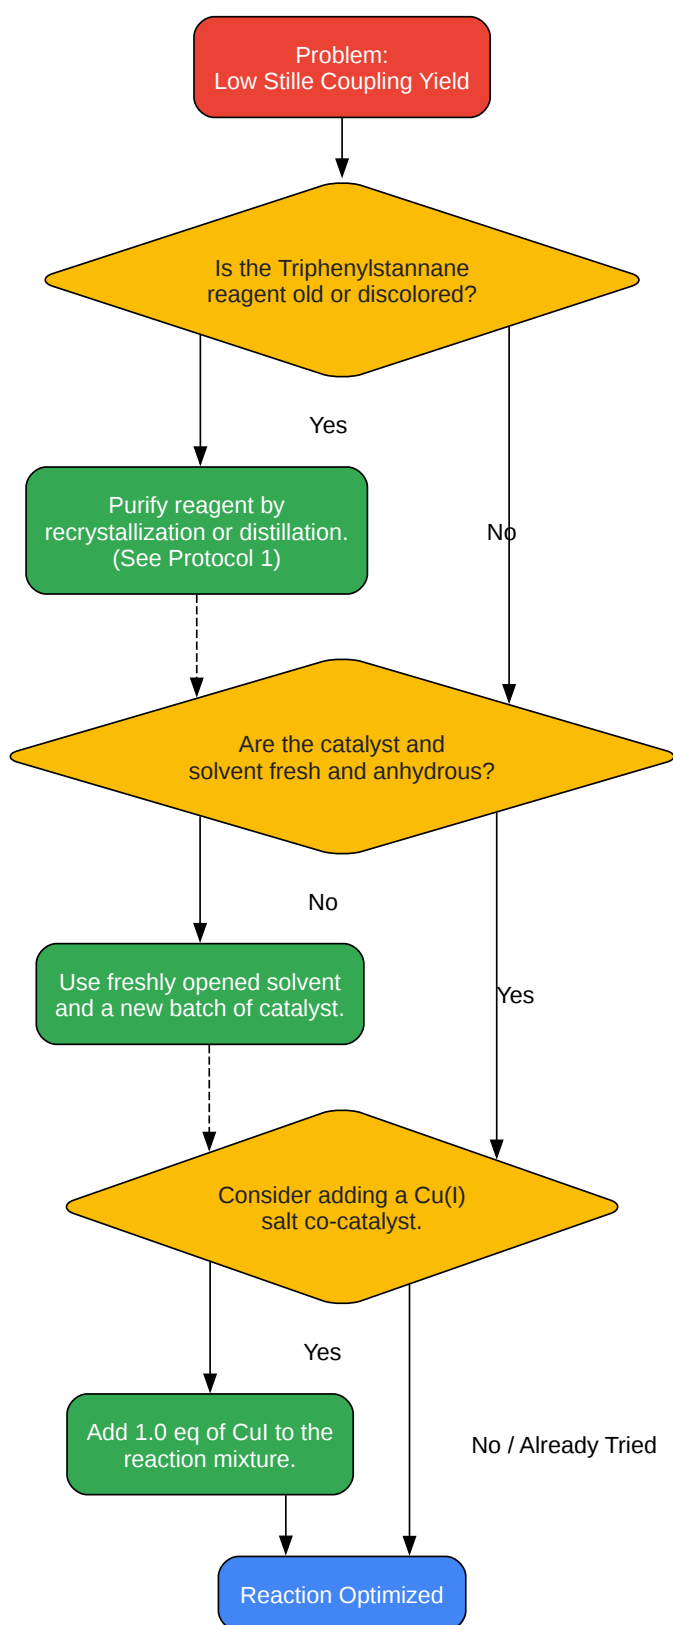 Problem:
Low Stille Coupling Yield
Is the Triphenylstannane
reagent old or discolored?
Yes
Purify reagent by
recrystallization or distillation.
(See Protocol 1)
No
Are the catalyst and
solvent fresh and anhydrous?
No
Use freshly opened solvent
and a new batch of catalyst.
Yes
Consider adding a Cu(I)
salt co-catalyst.
Yes
Add 1.0 eq of CuI to the
reaction mixture.
No / Already Tried
Reaction Optimized